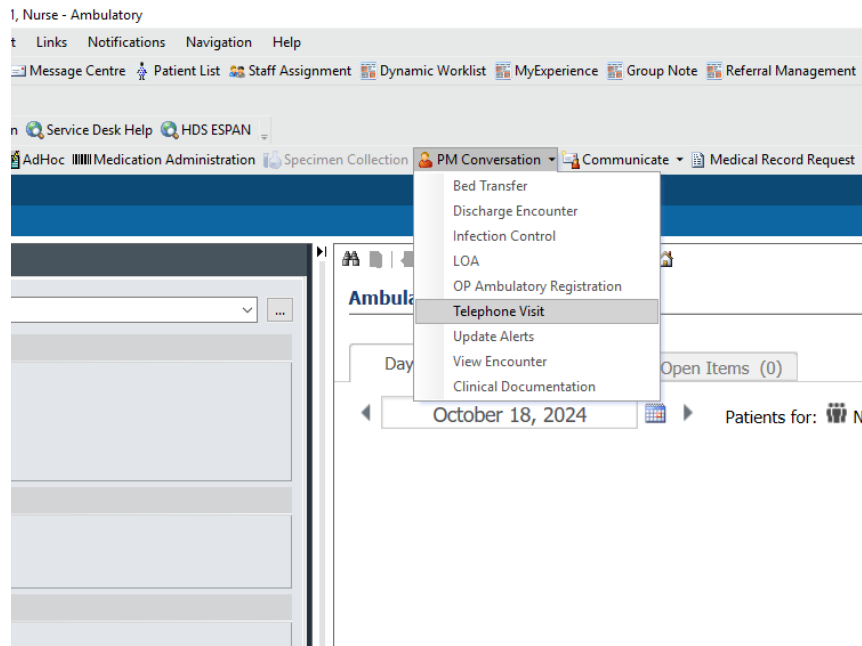 1, Nurse - Ambulatory
t Links Notifications Navigation Help
Message Centre Patient List Staff Assignment Dynamic Worklist MyExperience Group Note Referral Management
n Service Desk Help HDS ESPAN
AdHoc Medication Administration Specimen Collection PM Conversation Communicate Medical Record Request
Bed Transfer
Discharge Encounter
Infection Control
LOA
OP Ambulatory Registration
Telephone Visit
Update Alerts
View Encounter
Clinical Documentation
...
Ambula
Day
Open Items (0)
October 18, 2024
Patients for: N